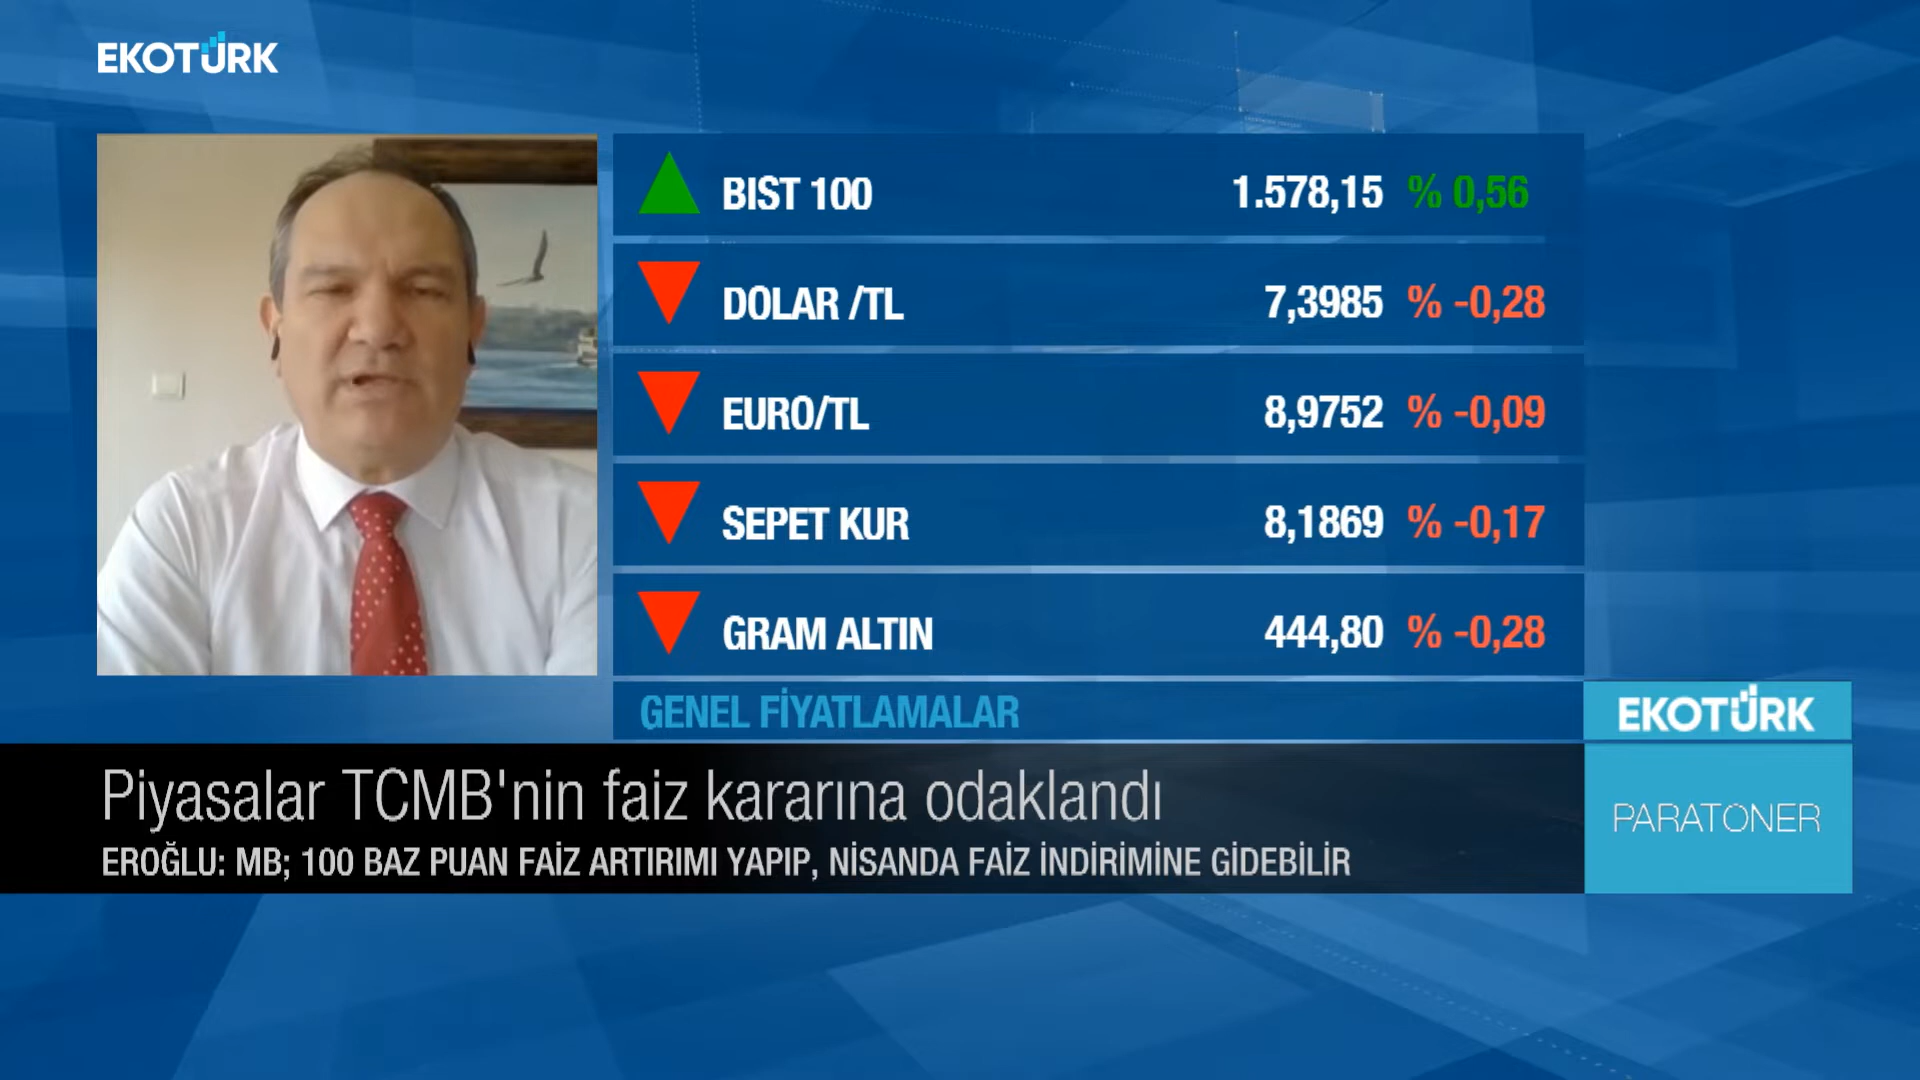 EKOTÜRK
BIST 100 1.578,15 % 0,56
DOLAR /TL 7,3985 % -0,28
EURO/TL 8,9752 % -0,09
SEPET KUR 8,1869 % -0,17
GRAM ALTIN 444,80 % -0,28
GENEL FİYATLAMALAR
EKOTÜRK
Piyasalar TCMB'nin faiz kararına odaklandı
EROĞLU: MB; 100 BAZ PUAN FAİZ ARTIRIMI YAPIP, NİSANDA FAİZ İNDİRİMİNE GİDEBİLİR
PARATONER